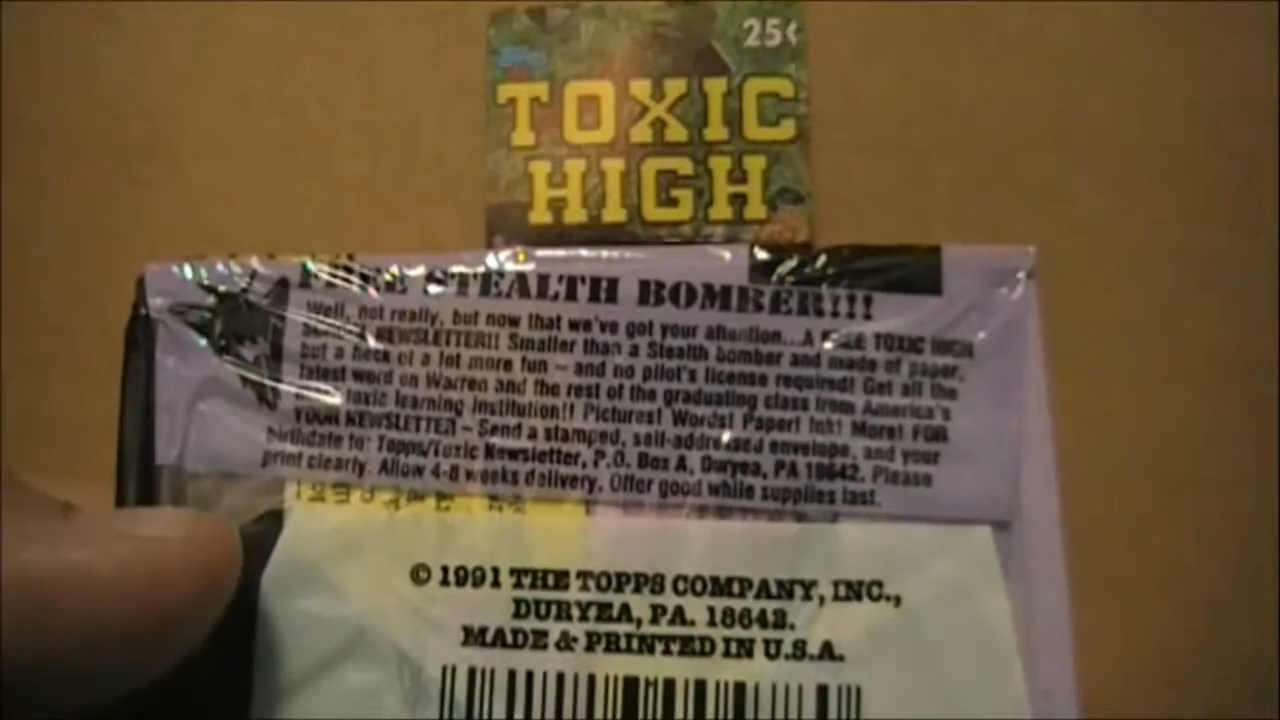 25¢
Topps
TOXIC
HIGH
STEALTH BOMBER!!!
Well, not really, but now that we've got your attention...A FREE TOXIC HIGH
NEWSLETTER!! Smaller than a Stealth bomber and made of paper,
but a heck of a lot more fun – and no pilot's license required! Get all the
latest word on Warren and the rest of the graduating class from America's
toxic learning institution!! Pictures! Words! Paper! Ink! More! FOR
YOUR NEWSLETTER – Send a stamped, self-addressed envelope, and your
birthdate to: Topps/Toxic Newsletter, P.O. Box A, Duryea, PA 18642. Please
print clearly. Allow 4-8 weeks delivery. Offer good while supplies last.
© 1991 THE TOPPS COMPANY, INC.,
DURYEA, PA. 18642.
MADE & PRINTED IN U.S.A.